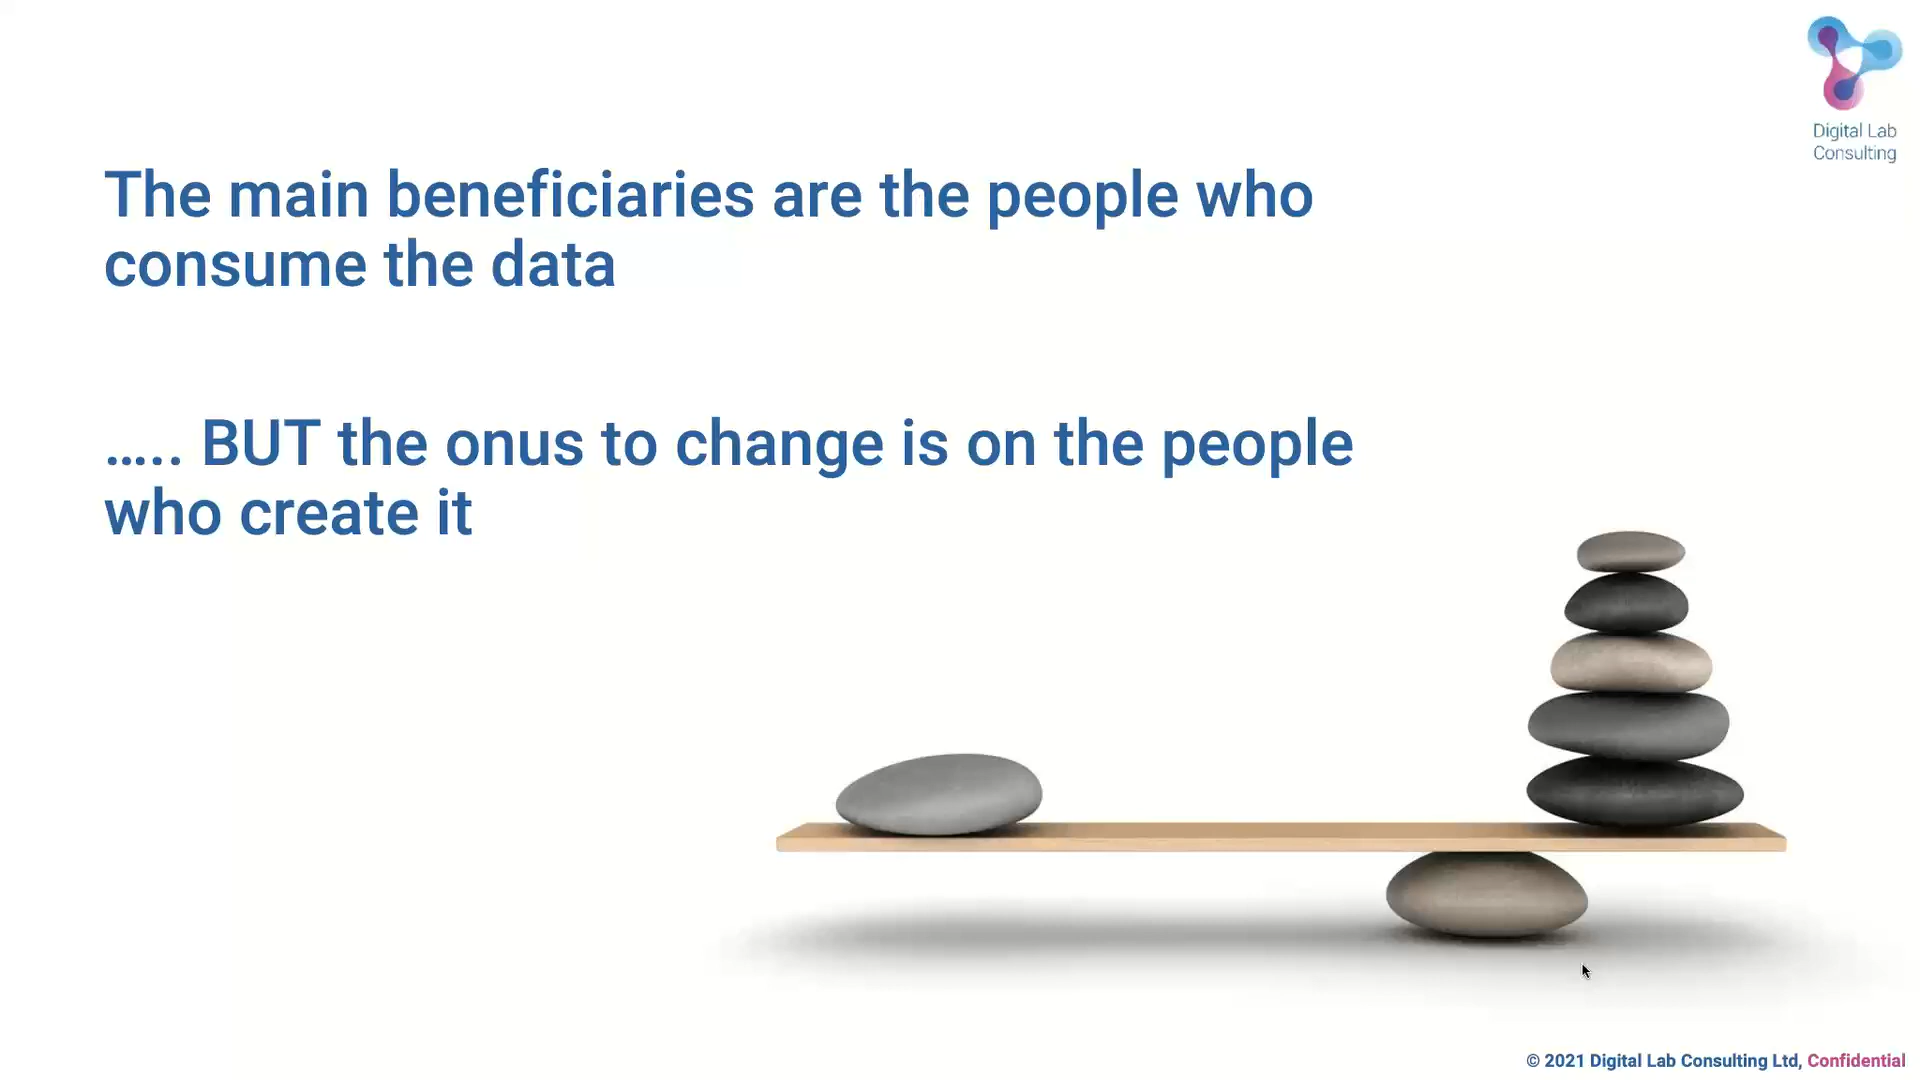 Digital Lab
Consulting
The main beneficiaries are the people who
consume the data
….. BUT the onus to change is on the people
who create it
© 2021 Digital Lab Consulting Ltd, Confidential